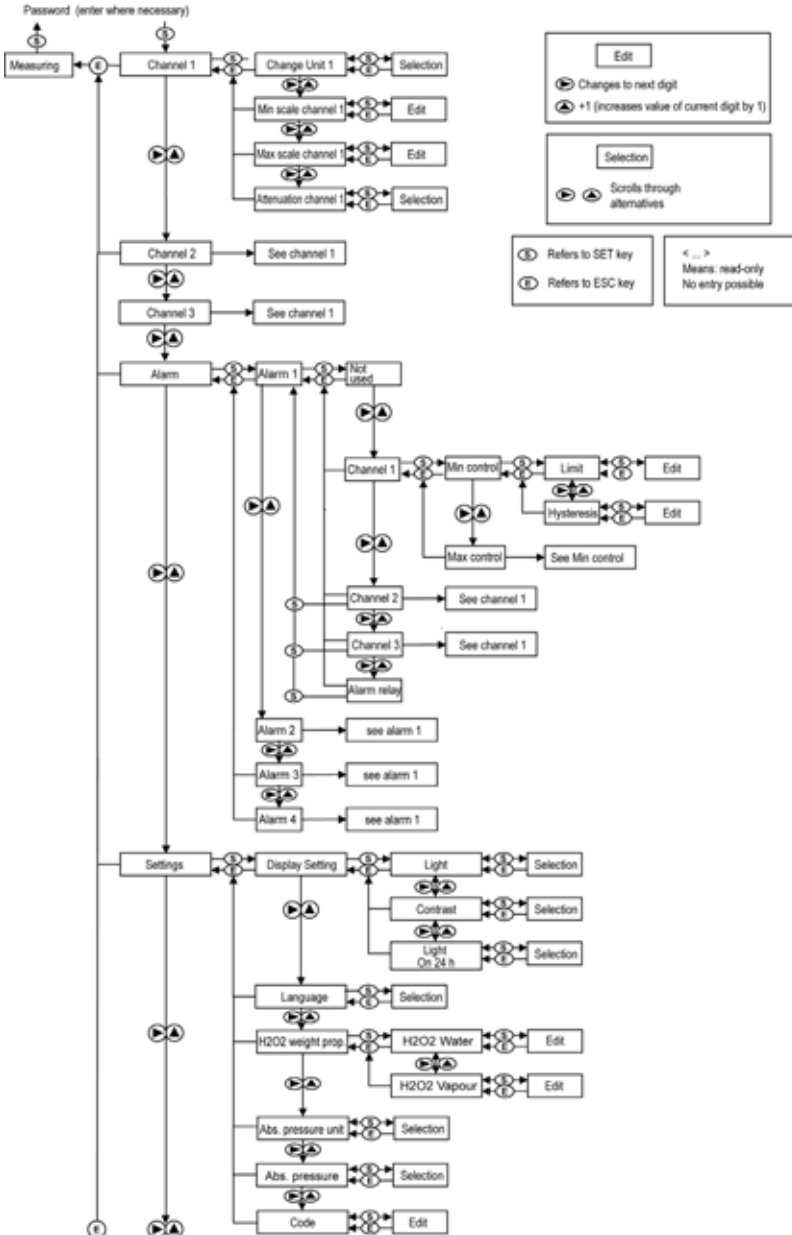 Password (enter where necessary)
S
S
Measuring
E
Channel 1
S
E
Change Unit 1
S
E
Selection
Min scale channel 1
S
E
Edit
Max scale channel 1
S
E
Edit
Attenuation channel 1
S
E
Selection
Edit
Changes to next digit
+1 (increases value of current digit by 1)
Selection
Scrolls through
alternatives
S Refers to SET key
E Refers to ESC key
< ... >
Means: read-only
No entry possible
Channel 2
See channel 1
Channel 3
See channel 1
Alarm
S
E
Alarm 1
S
E
Not
used
Channel 1
S
E
Min control
S
E
Limit
S
E
Edit
Hysteresis
S
E
Edit
Max control
See Min control
S
Channel 2
See channel 1
S
Channel 3
See channel 1
S
Alarm relay
Alarm 2
see alarm 1
Alarm 3
see alarm 1
Alarm 4
see alarm 1
Settings
S
E
Display Setting
S
E
Light
S
E
Selection
Contrast
S
E
Selection
Light
On 24 h
S
E
Selection
Language
S
E
Selection
H2O2 weight prop.
S
E
H2O2 Water
S
E
Edit
H2O2 Vapour
S
E
Edit
Abs. pressure unit
S
E
Selection
Abs. pressure
S
E
Selection
Code
S
E
Edit
E